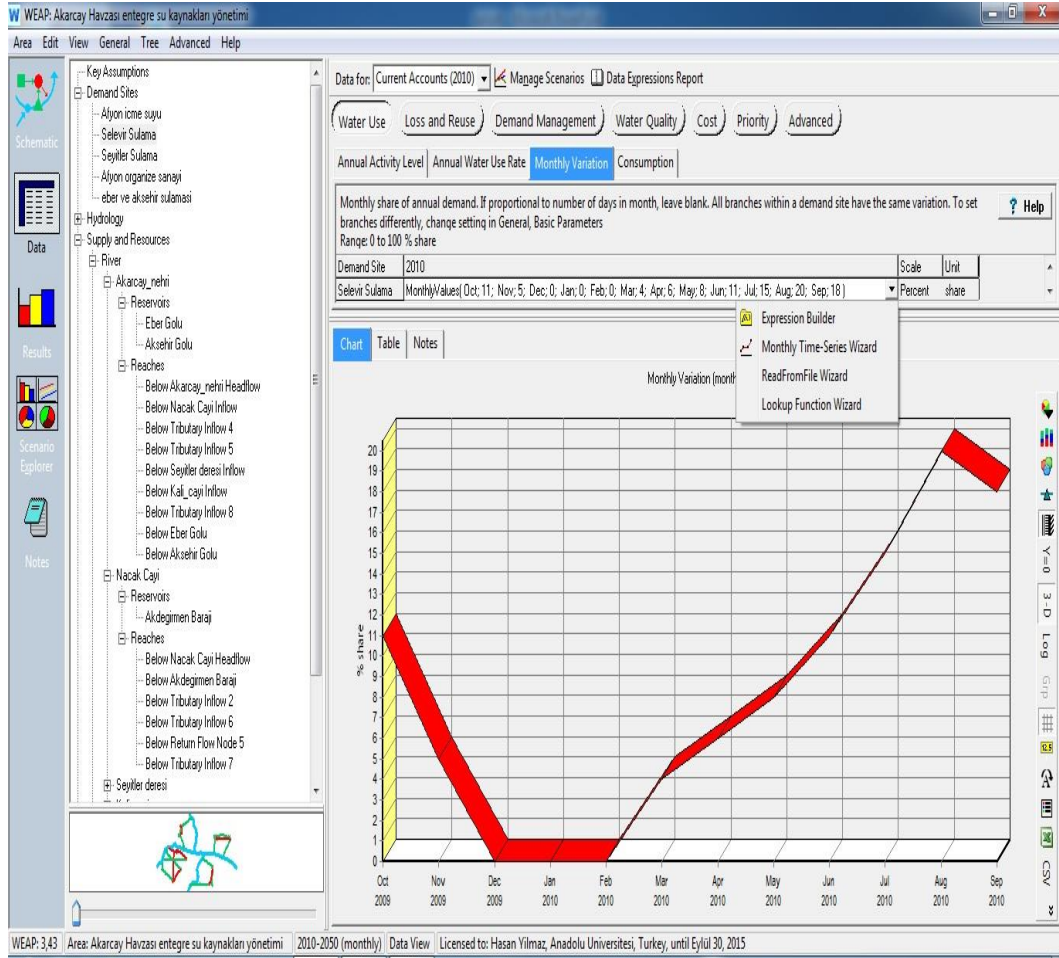 WEAP: Akarcay Havzası entegre su kaynakları yönetimi
Area Edit View General Tree Advanced Help
Schematic
Data
Results
Scenario
Explorer
Notes
Key Assumptions
Demand Sites
Afyon icme suyu
Selevir Sulama
Seyitler Sulama
Afyon organize sanayi
eber ve aksehir sulamasi
Hydrology
Supply and Resources
River
Akarcay_nehri
Reservoirs
Eber Golu
Aksehir Golu
Reaches
Below Akarcay_nehri Headflow
Below Nacak Cayi Inflow
Below Tributary Inflow 4
Below Tributary Inflow 5
Below Seyitler deresi Inflow
Below Kali_cayi Inflow
Below Tributary Inflow 8
Below Eber Golu
Below Aksehir Golu
Nacak Cayi
Reservoirs
Akdegirmen Baraji
Reaches
Below Nacak Cayi Headflow
Below Akdegirmen Baraji
Below Tributary Inflow 2
Below Tributary Inflow 6
Below Return Flow Node 5
Below Tributary Inflow 7
Seyitler deresi
Data for: Current Accounts (2010) Manage Scenarios Data Expressions Report
Water Use Loss and Reuse Demand Management Water Quality Cost Priority Advanced
Annual Activity Level Annual Water Use Rate Monthly Variation Consumption
Monthly share of annual demand. If proportional to number of days in month, leave blank. All branches within a demand site have the same variation. To set
branches differently, change setting in General, Basic Parameters
Range: 0 to 100 % share
? Help
Demand Site 2010 Scale Unit
Selevir Sulama MonthlyValues( Oct; 11; Nov; 5; Dec; 0; Jan; 0; Feb; 0; Mar; 4; Apr; 6; May; 8; Jun; 11; Jul; 15; Aug; 20; Sep; 18 ) Percent share
Expression Builder
Monthly Time-Series Wizard
ReadFromFile Wizard
Lookup Function Wizard
Chart Table Notes
Monthly Variation (mont
% share
20
19
18
17
16
15
14
13
12
11
10
9
8
7
6
5
4
3
2
1
0
Oct Nov Dec Jan Feb Mar Apr May Jun Jul Aug Sep
2009 2009 2009 2010 2010 2010 2010 2010 2010 2010 2010 2010
Y=0
3-D
Log
Grp
12.5
CSV
WEAP: 3,43 Area: Akarcay Havzası entegre su kaynakları yönetimi 2010-2050 (monthly) Data View Licensed to: Hasan Yilmaz, Anadolu Universitesi, Turkey, until Eylül 30, 2015